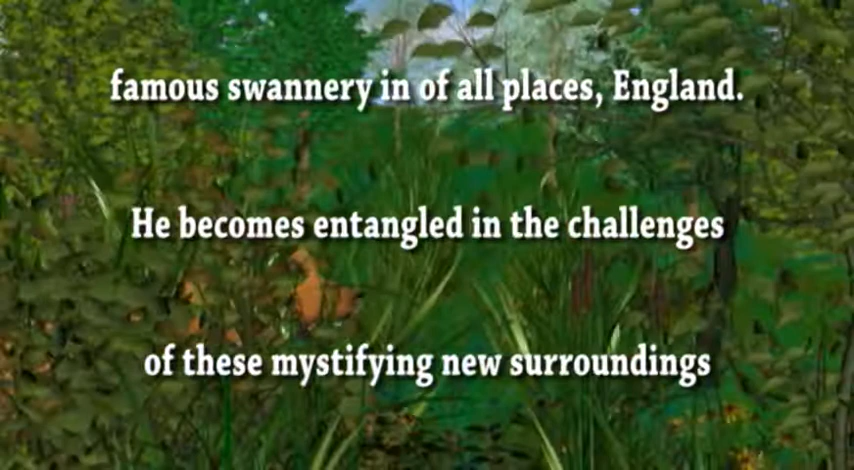 famous swannery in of all places, England.
He becomes entangled in the challenges
of these mystifying new surroundings